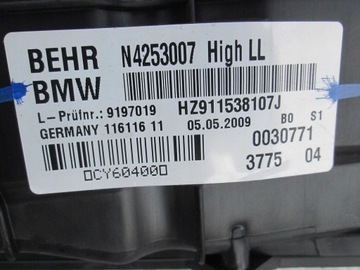 BEHR N4253007 High LL
BMW
L-Prüfnr.: 9197019 HZ911538107J
GERMANY 116116 11 05.05.2009 B0 S1
0030771
3775 04
□CY60400□